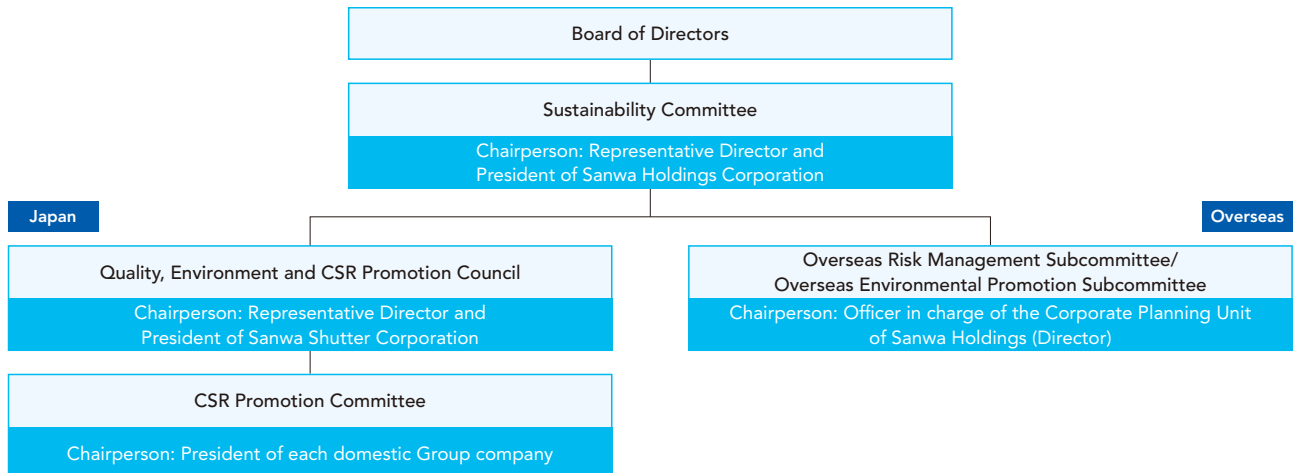 Board of Directors
Sustainability Committee
Chairperson: Representative Director and
President of Sanwa Holdings Corporation
Japan
Overseas
Quality, Environment and CSR Promotion Council
Chairperson: Representative Director and
President of Sanwa Shutter Corporation
Overseas Risk Management Subcommittee/
Overseas Environmental Promotion Subcommittee
Chairperson: Officer in charge of the Corporate Planning Unit
of Sanwa Holdings (Director)
CSR Promotion Committee
Chairperson: President of each domestic Group company